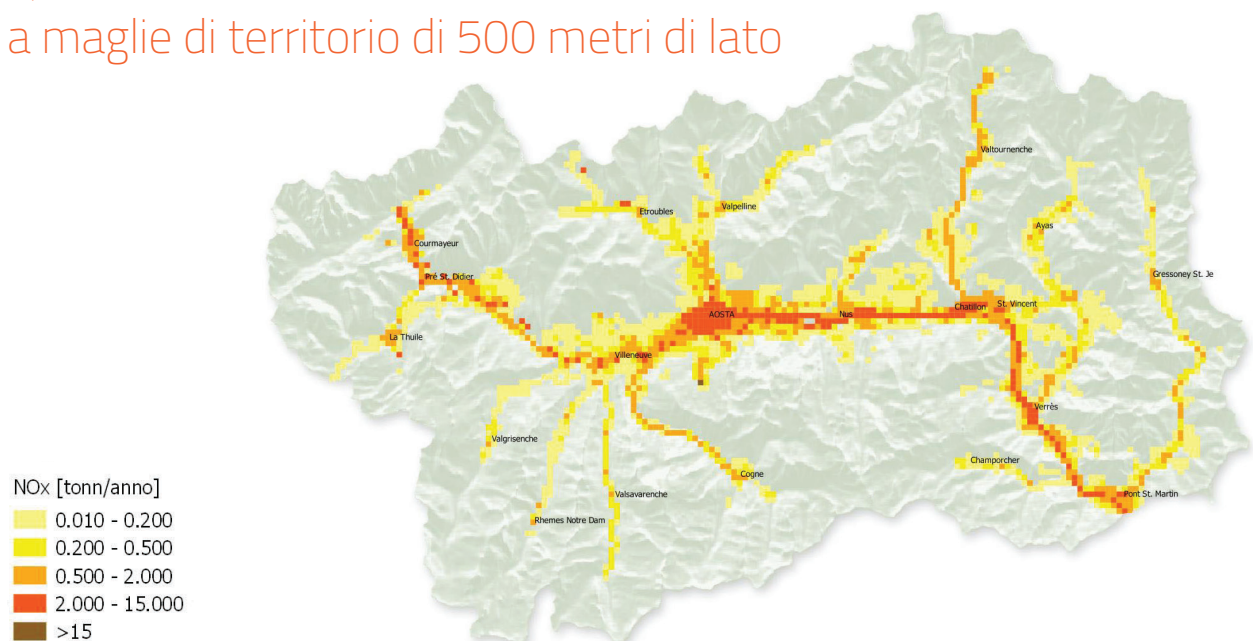 a maglie di territorio di 500 metri di lato
Valtournenche
Etroubles
Valpelline
Ayas
Courmayeur
Pré St. Didier
Gressoney St. Je
AOSTA
Nus
Chatillon
St. Vincent
La Thuile
Villeneuve
Verrès
Valgrisenche
Champorcher
Cogne
Valsavarenche
Pont St. Martin
Rhemes Notre Dam
NOx [tonn/anno]
0.010 - 0.200
0.200 - 0.500
0.500 - 2.000
2.000 - 15.000
>15